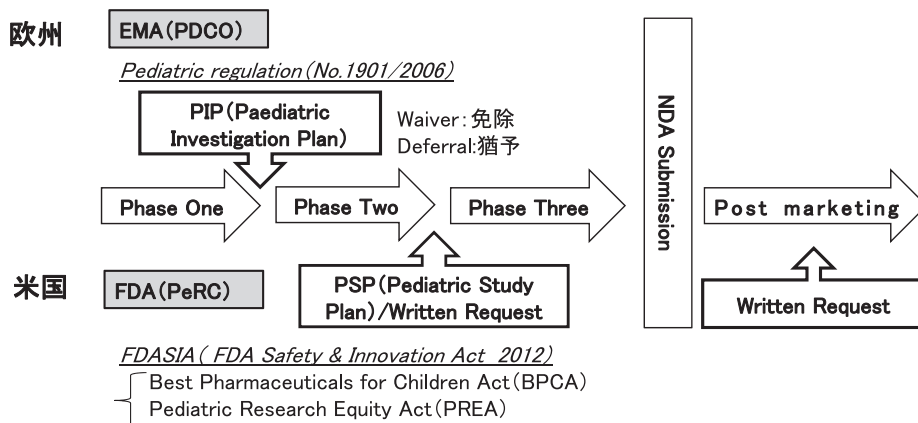 欧州
EMA(PDCO)
Pediatric regulation(No.1901/2006)
PIP(Paediatric
Investigation Plan)
Waiver:免除
Deferral:猶予
Phase One
Phase Two
Phase Three
NDA Submission
Post marketing
米国
FDA(PeRC)
PSP(Pediatric Study
Plan)/Written Request
Written Request
FDASIA( FDA Safety & Innovation Act 2012)
Best Pharmaceuticals for Children Act(BPCA)
Pediatric Research Equity Act(PREA)